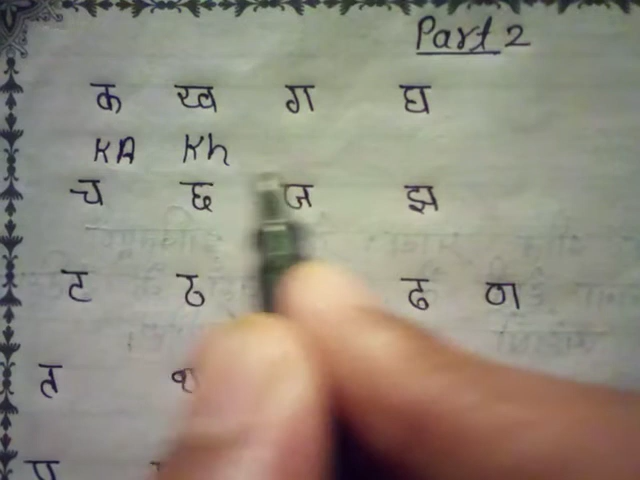 Part 2
क ख ग घ
KA Kh
च छ ज झ
ट ठ ढ ण
त
प